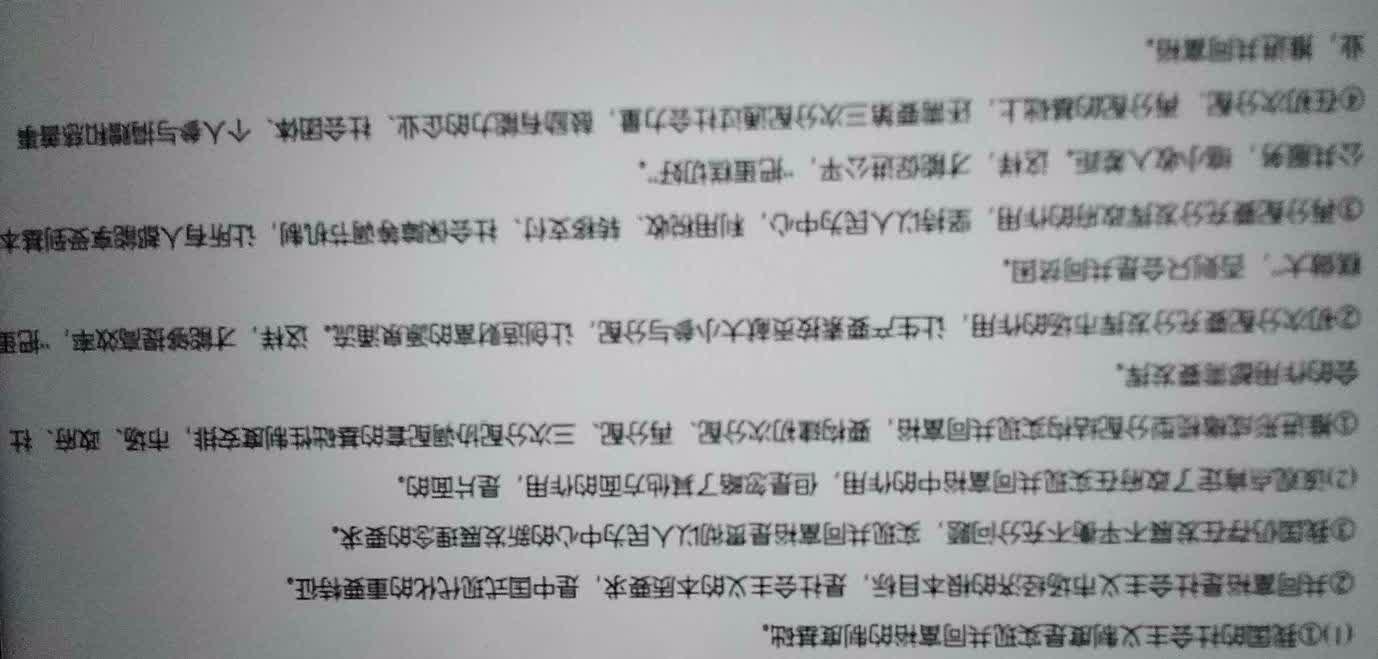 (1)①我国的社会主义制度是实现共同富裕的制度基础。
②共同富裕是社会主义市场经济的根本目标，是社会主义的本质要求，是中国式现代化的重要特征。
③我国仍存在发展不平衡不充分问题，实现共同富裕是贯彻以人民为中心的新发展理念的要求。
(2)该观点肯定了政府在实现共同富裕中的作用，但是忽略了其他方面的作用，是片面的。
①推进形成橄榄型分配结构实现共同富裕，要构建初次分配、再分配、三次分配协调配套的基础性制度安排，市场、政府、社
会的作用都需要发挥。
②初次分配要充分发挥市场的作用，让生产要素按贡献大小参与分配，让创造财富的源泉涌流。这样，才能够提高效率，“把蛋
糕做大”，否则只会是共同贫困。
③再分配要充分发挥政府的作用，坚持以人民为中心，利用税收、转移支付、社会保障等调节机制，让所有人都能享受到基本
公共服务，缩小收入差距。这样，才能促进公平，“把蛋糕切好”。
④在初次分配、再分配的基础上，还需要第三次分配通过社会力量，鼓励有能力的企业、社会团体、个人参与捐赠和慈善事
业，推进共同富裕。